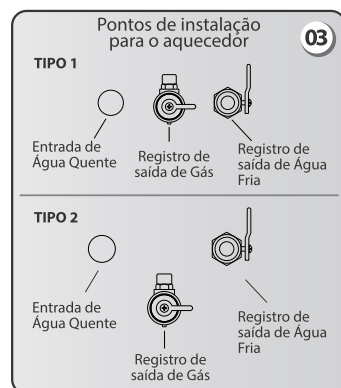 Pontos de instalação
para o aquecedor
03
TIPO 1
Entrada de
Água Quente
Registro de
saída de Gás
Registro de
saída de Água
Fria
TIPO 2
Entrada de
Água Quente
Registro de
saída de Gás
Registro de
saída de Água
Fria